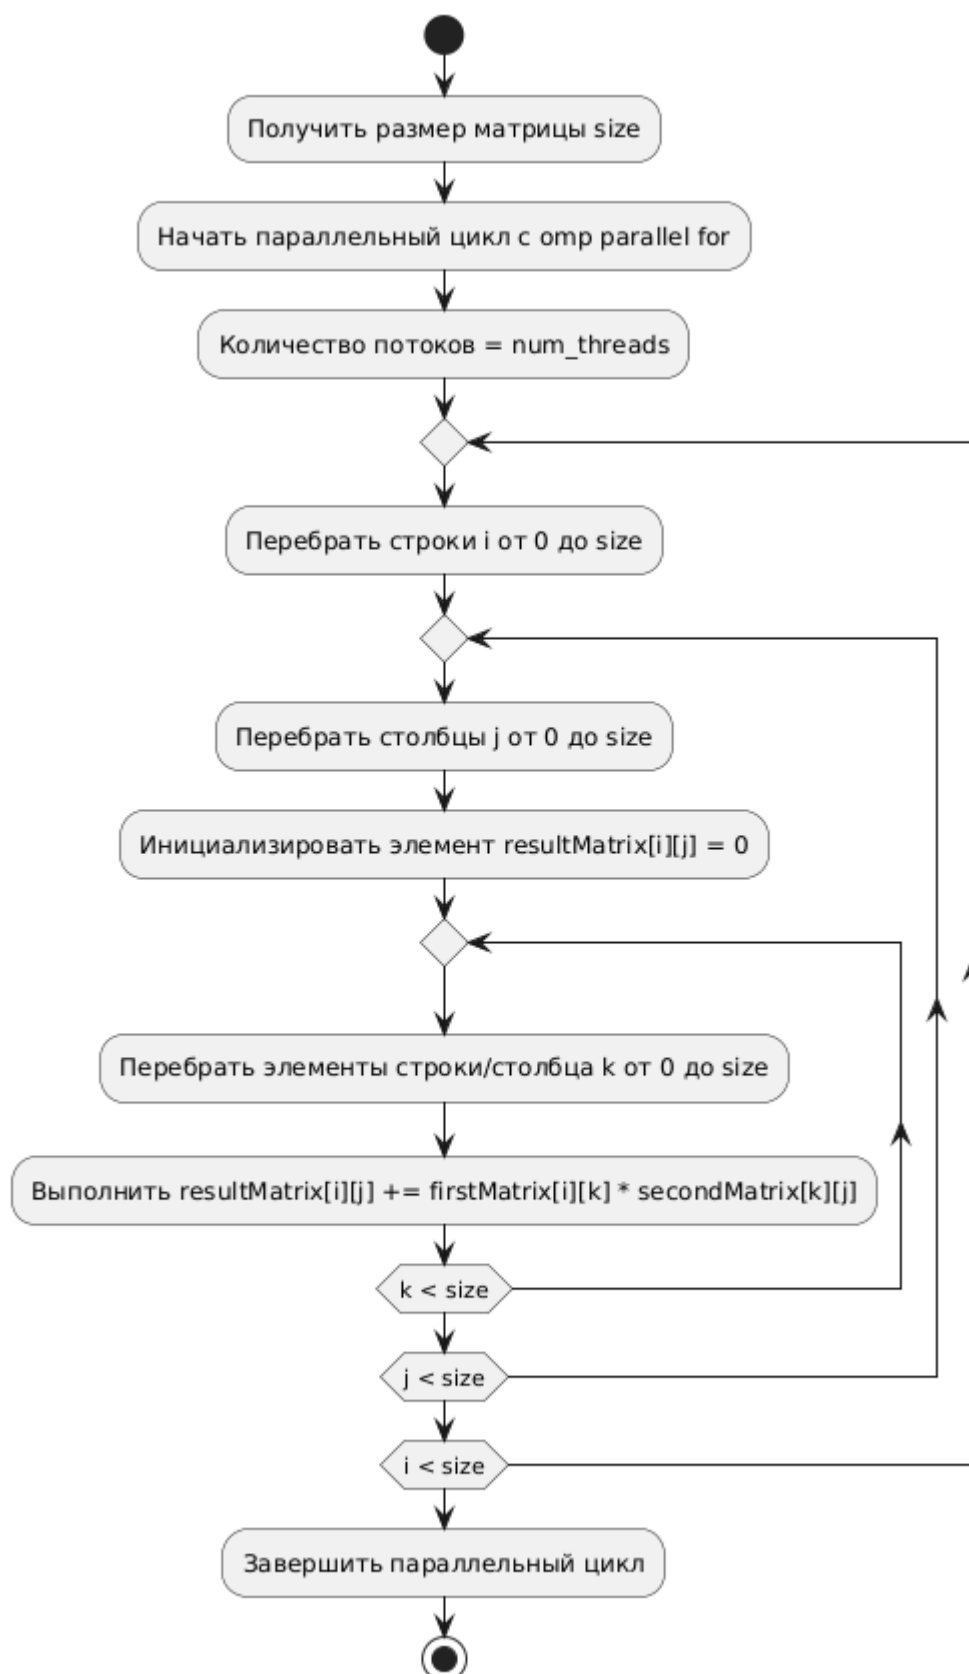 Получить размер матрицы size
Начать параллельный цикл с omp parallel for
Количество потоков = num_threads
Перебрать строки i от 0 до size
Перебрать столбцы j от 0 до size
Инициализировать элемент resultMatrix[i][j] = 0
Перебрать элементы строки/столбца k от 0 до size
Выполнить resultMatrix[i][j] += firstMatrix[i][k] * secondMatrix[k][j]
k < size
j < size
i < size
Завершить параллельный цикл